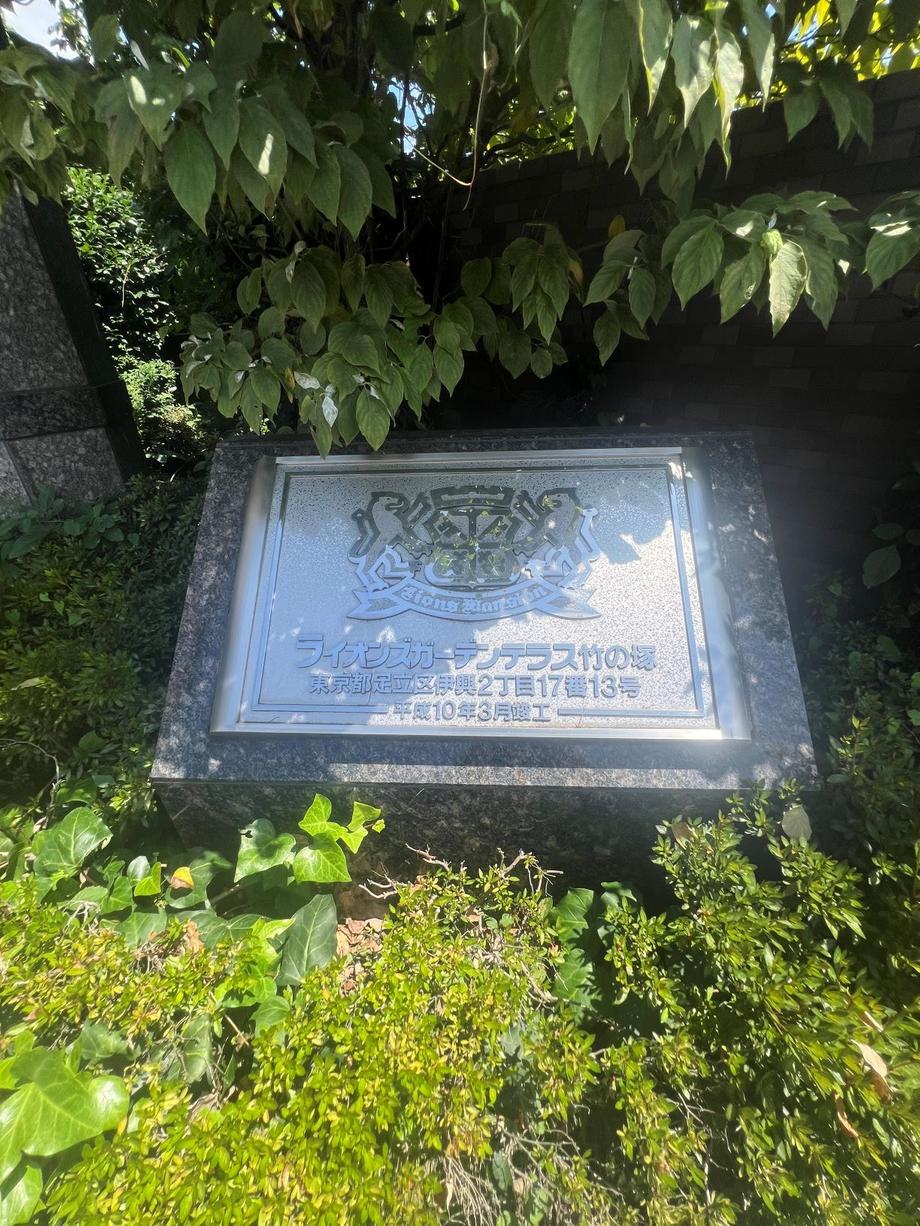 Lions Mansion
ライオンズガーデンテラス竹の塚
東京都足立区伊興2丁目17番13号
平成10年3月竣工